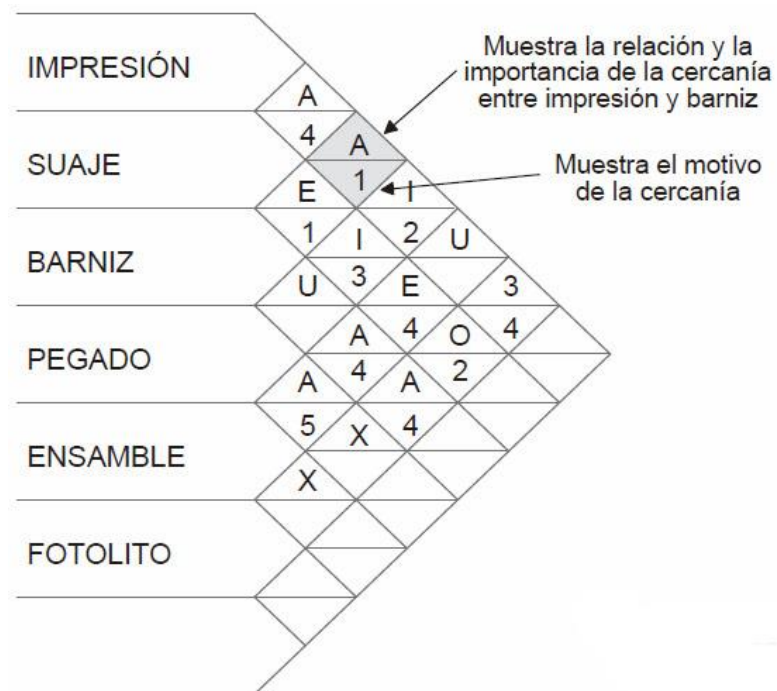 IMPRESIÓN
SUAJE
BARNIZ
PEGADO
ENSAMBLE
FOTOLITO
Muestra la relación y la
importancia de la cercanía
entre impresión y barniz
Muestra el motivo
de la cercanía
A
4 A
E 1 I
1 I 2 U
U 3 E 3
A 4 O 4
A 4 A 2
5 X 4
X